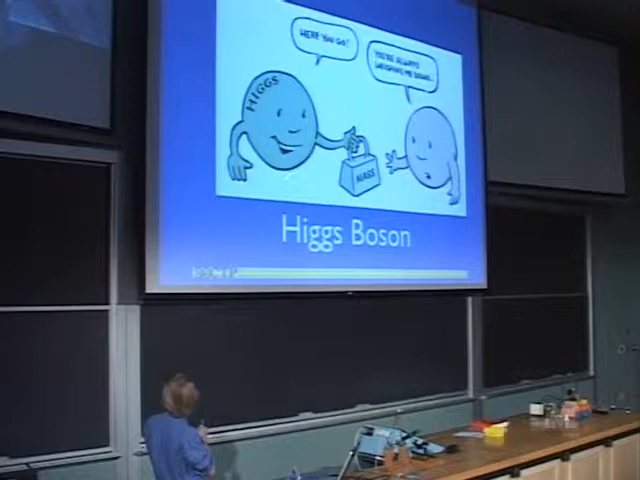 HERE YOU GO!
YOU'RE ALWAYS
WEIGHING ME DOWN.
HIGGS
MASS
Higgs Boson